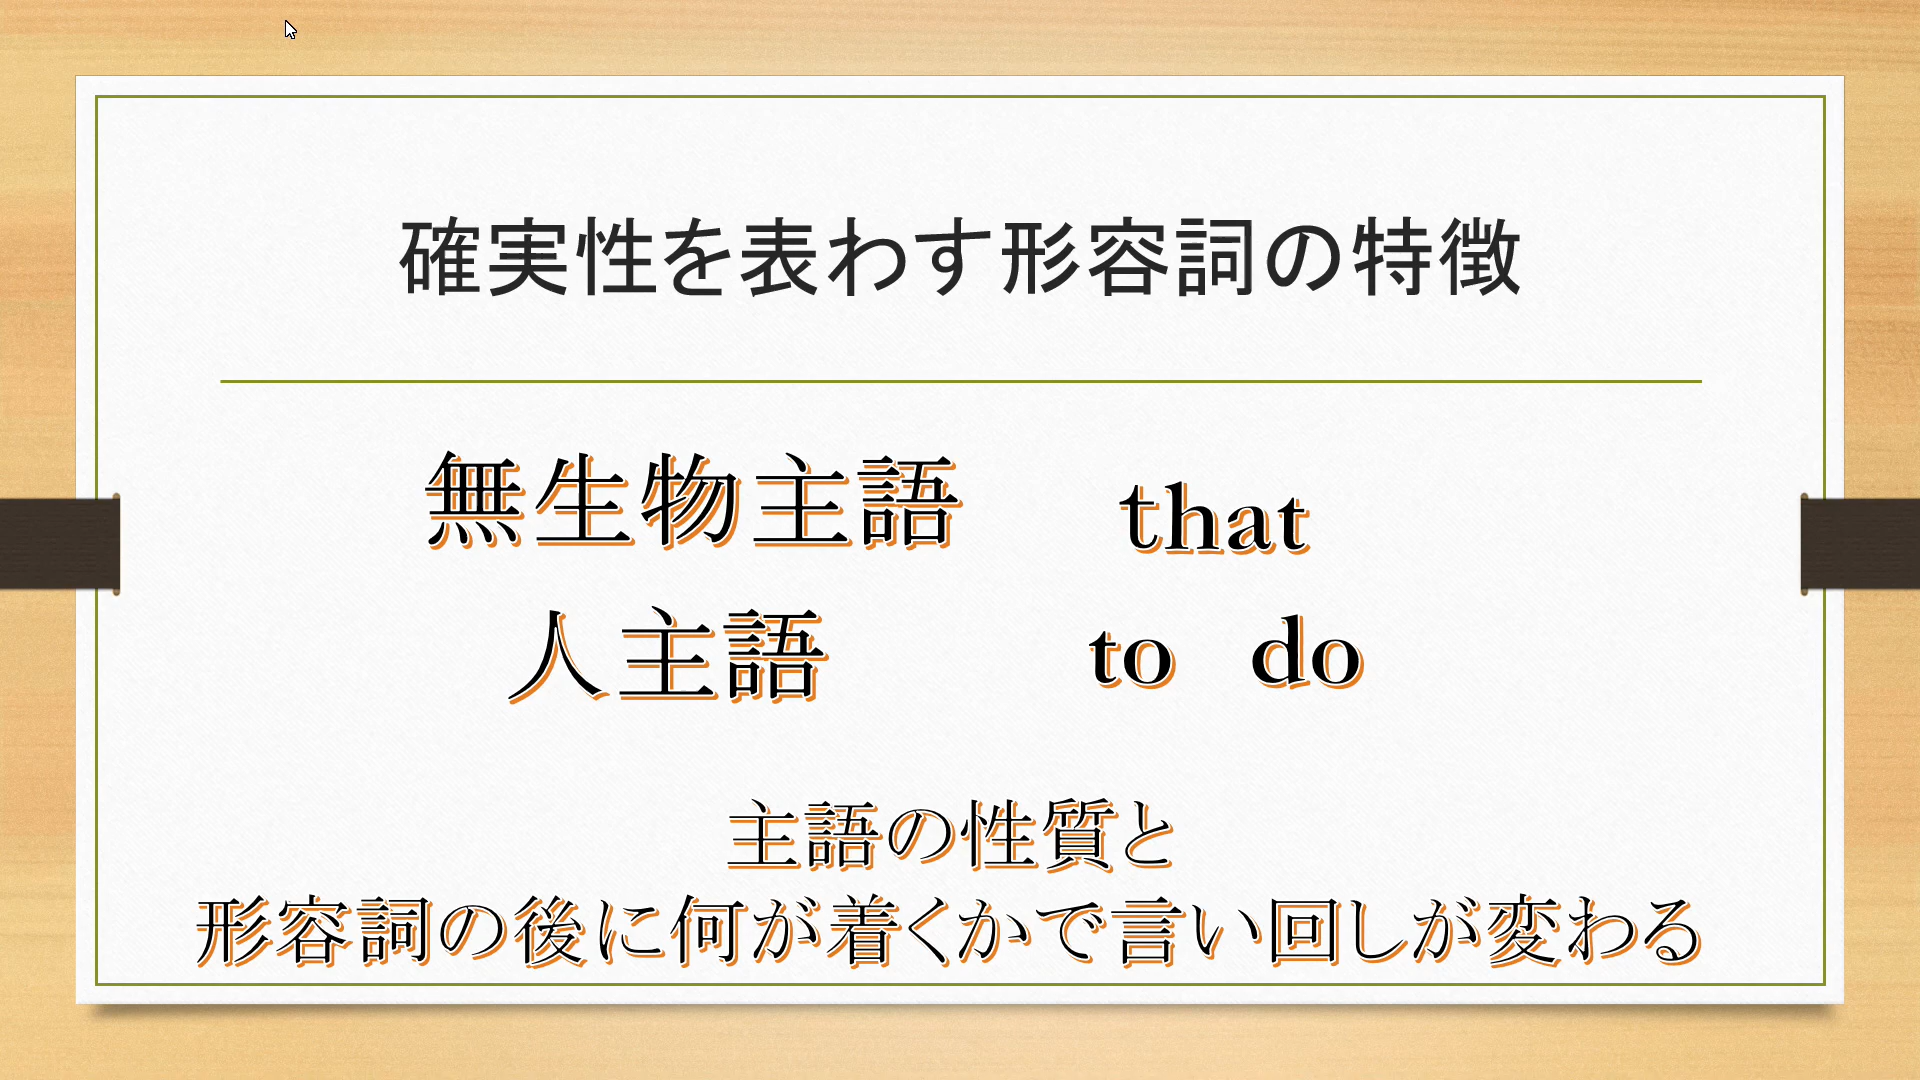 確実性を表わす形容詞の特徴
無生物主語 that
人主語 to do
主語の性質と
形容詞の後に何が着くかで言い回しが変わる